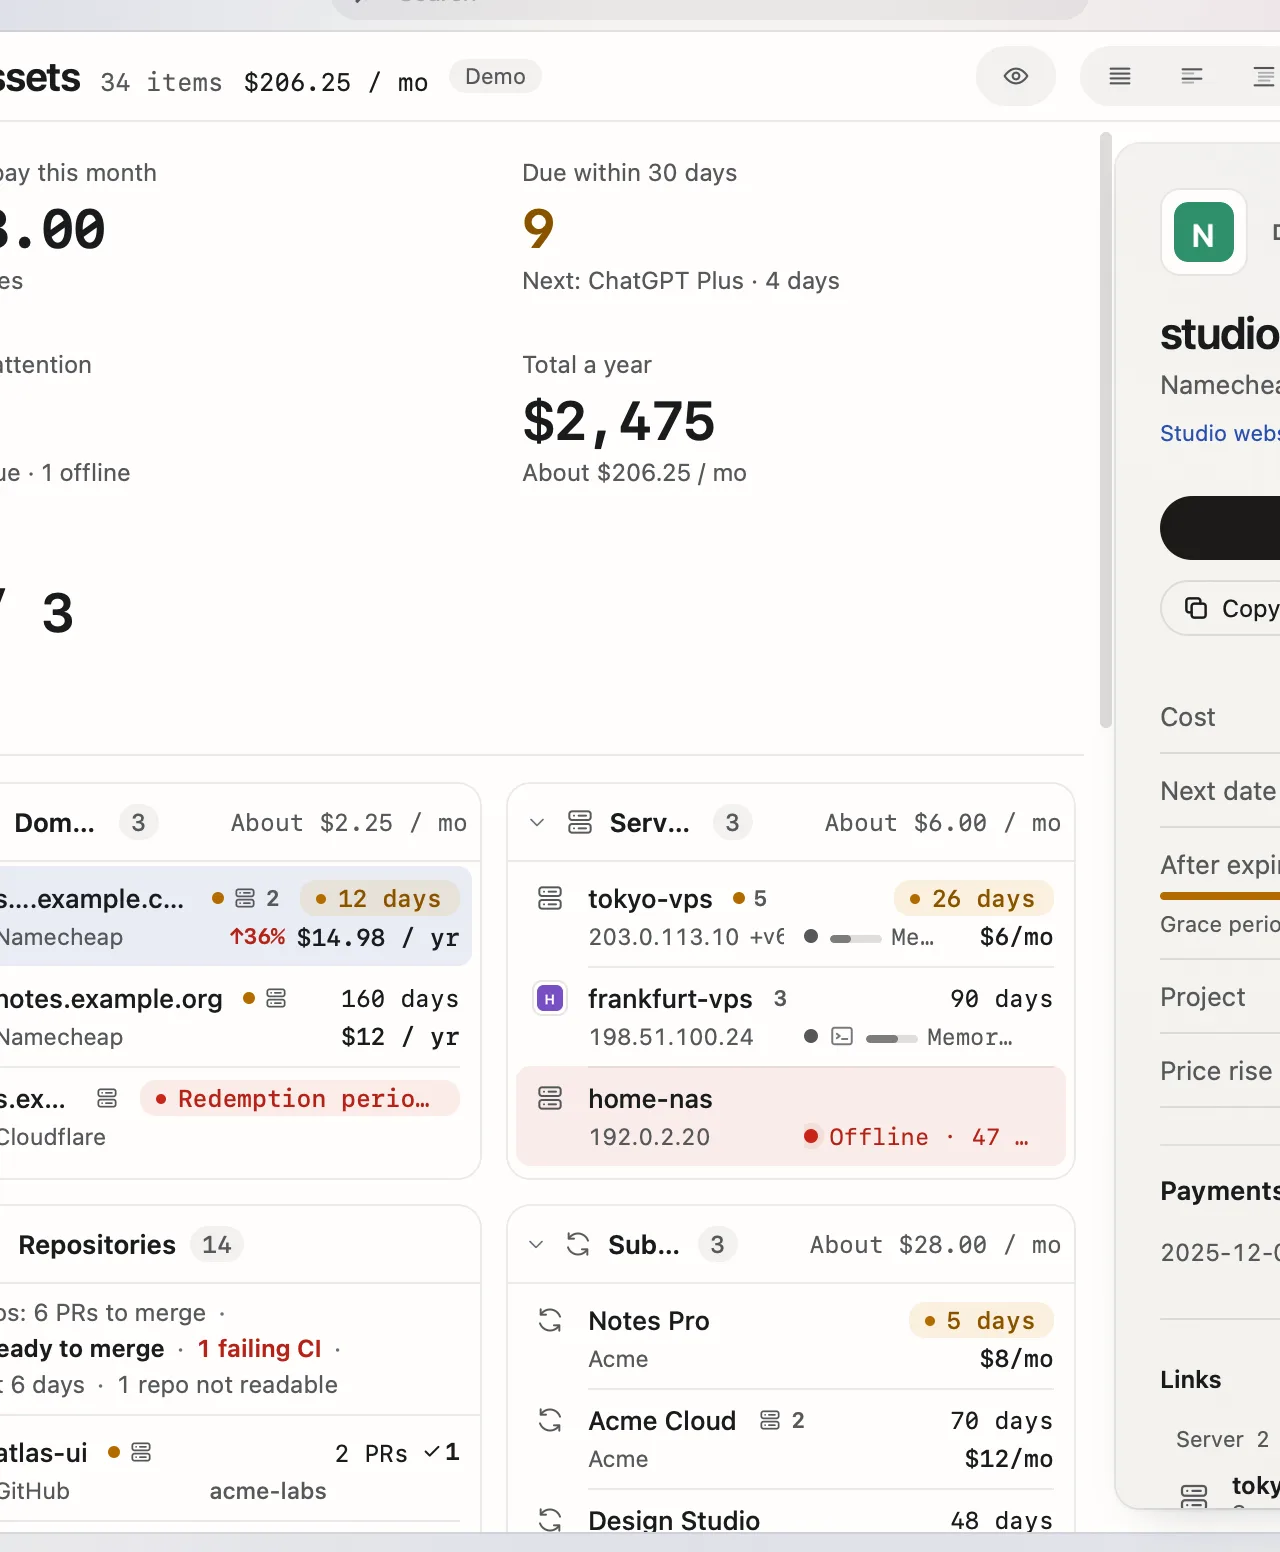 ssets 34 items $206.25 / mo Demo
pay this month
3.00
es
Due within 30 days
9
Next: ChatGPT Plus · 4 days
attention
ue · 1 offline
Total a year
$2,475
About $206.25 / mo
/ 3
Dom... 3 About $2.25 / mo
s....example.c... 2 12 days
Namecheap ↑36% $14.98 / yr
notes.example.org 160 days
Namecheap $12 / yr
s.ex... Redemption perio…
Cloudflare
Serv... 3 About $6.00 / mo
tokyo-vps 5 26 days
203.0.113.10 +v6 Me… $6/mo
H frankfurt-vps 3 90 days
198.51.100.24 Memor…
home-nas
192.0.2.20 Offline · 47 …
Repositories 14
os: 6 PRs to merge ·
eady to merge · 1 failing CI ·
t 6 days · 1 repo not readable
atlas-ui 2 PRs ✓1
GitHub acme-labs
Sub... 3 About $28.00 / mo
Notes Pro 5 days
Acme $8/mo
Acme Cloud 2 70 days
Acme $12/mo
Design Studio 48 days
N
studio
Namechea
Studio webs
Copy
Cost
Next date
After expi
Grace perio
Project
Price rise
Payments
2025-12-0
Links
Server 2
toky